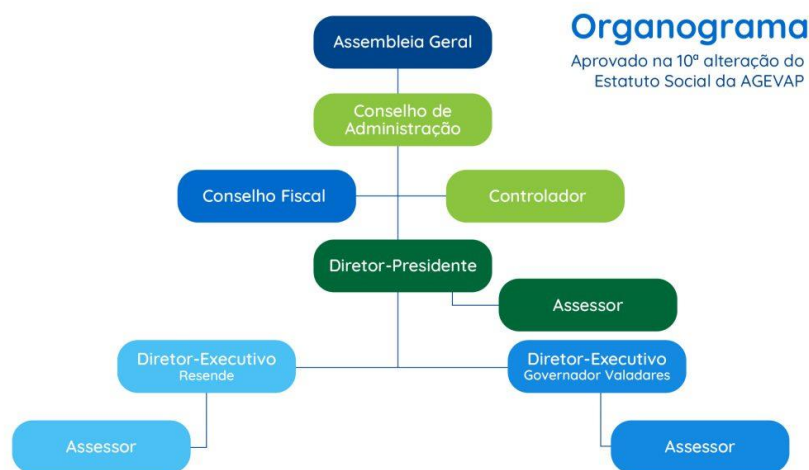 Organograma
Aprovado na 10ª alteração do
Estatuto Social da AGEVAP
Assembleia Geral
Conselho de
Administração
Conselho Fiscal
Controlador
Diretor-Presidente
Assessor
Diretor-Executivo
Resende
Diretor-Executivo
Governador Valadares
Assessor
Assessor